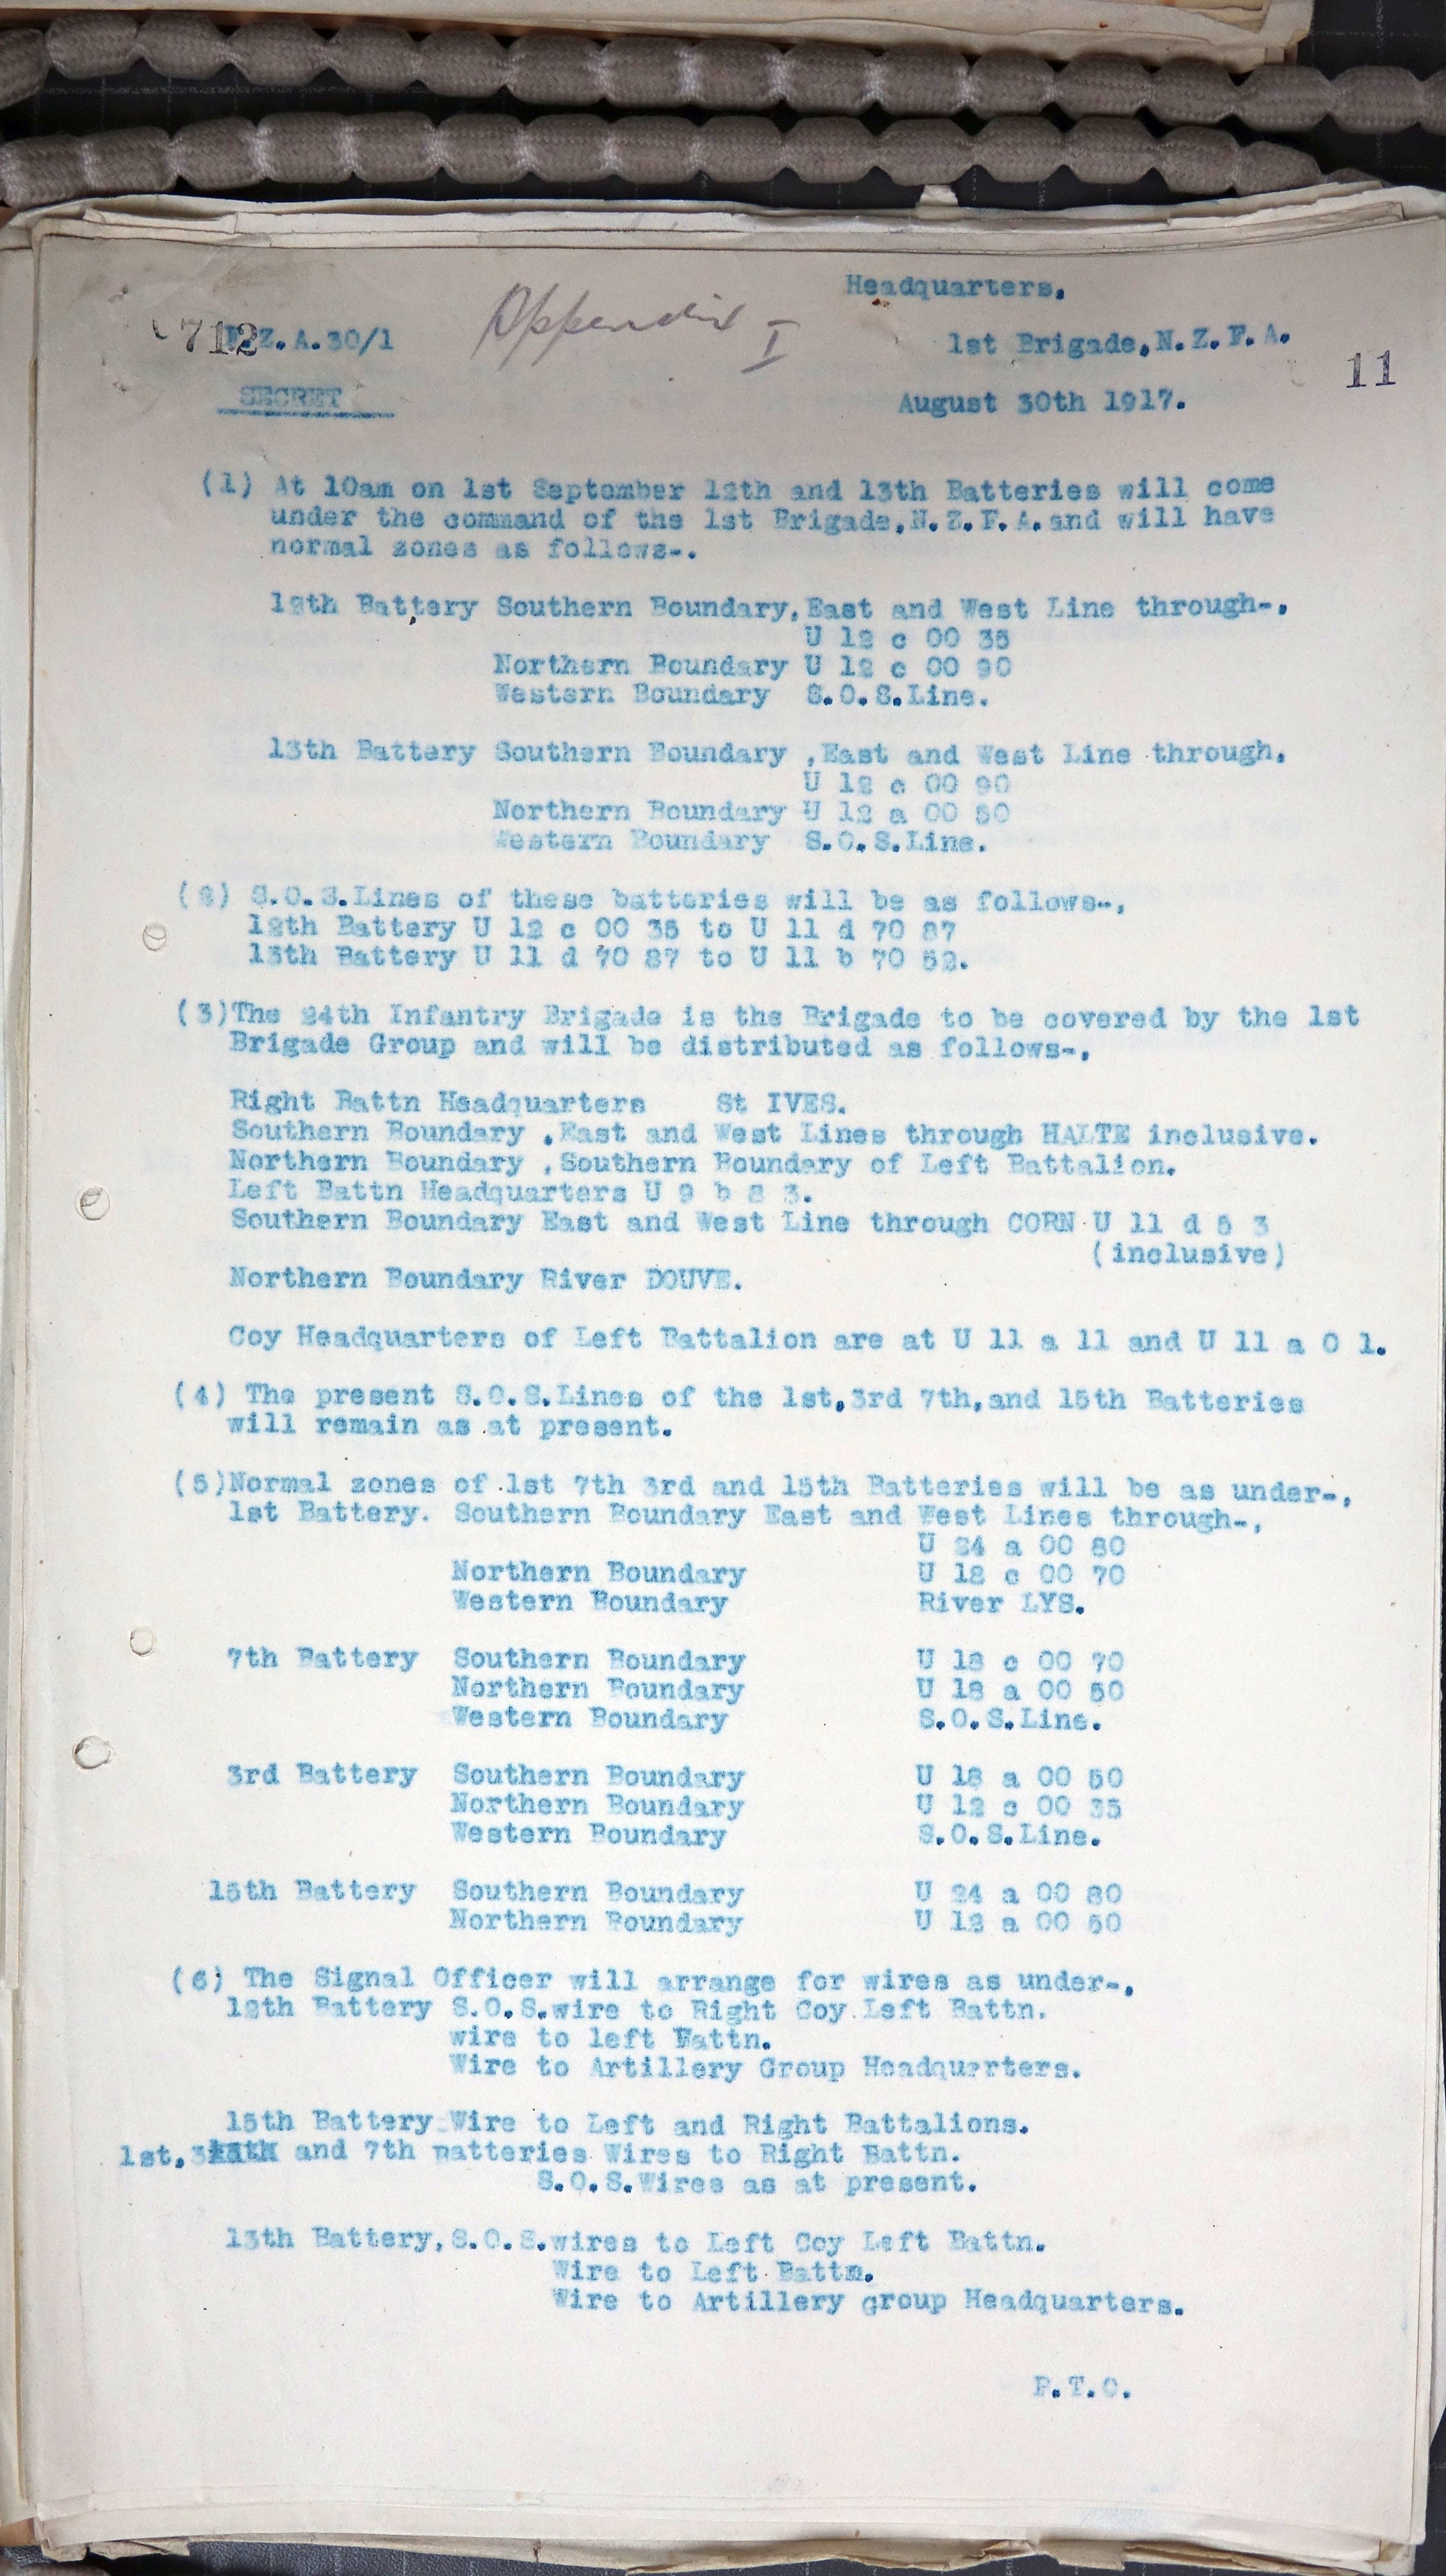 Headquarters.
712 Z.A.30/1 Appendix I 1st Brigade.N.Z.F.A.
11
SECRET August 30th 1917.
(1) At 10am on 1st September 12th and 13th Batteries will come
under the command of the 1st Brigade.N.Z.F.A.and will have
normal zones as follows-.
12th Battery Southern Boundary.East and West Line through-.
U 12 c 00 35
Northern Boundary U 12 c 00 90
Western Boundary S.O.S.Line.
13th Battery Southern Boundary ,East and West Line through.
U 12 c 00 90
Northern Boundary U 12 a 00 50
Western Boundary S.O.S.Line.
(2) S.O.S.Lines of these batteries will be as follows-,
12th Battery U 12 c 00 35 to U 11 d 70 87
13th Battery U 11 d 70 87 to U 11 b 70 52.
(3)The 24th Infantry Brigade is the Brigade to be covered by the 1st
Brigade Group and will be distributed as follows-.
Right Battn Headquarters St IVES.
Southern Boundary .East and West Lines through HALTE inclusive.
Northern Boundary ,Southern Boundary of Left Battalion.
Left Battn Headquarters U 9 b 8 3.
Southern Boundary East and West Line through CORN U 11 d 5 3
(inclusive)
Northern Boundary River DOUVE.
Coy Headquarters of Left Battalion are at U 11 a 11 and U 11 a 0 1.
(4) The present S.O.S.Lines of the 1st,3rd 7th,and 15th Batteries
will remain as at present.
(5)Normal zones of 1st 7th 3rd and 15th Batteries will be as under-,
1st Battery. Southern Boundary East and West Lines through-,
U 24 a 00 80
Northern Boundary U 18 c 00 70
Western Boundary River LYS.
7th Battery Southern Boundary U 18 c 00 70
Northern Boundary U 18 a 00 50
Western Boundary S.O.S.Line.
3rd Battery Southern Boundary U 18 a 00 50
Northern Boundary U 12 c 00 35
Western Boundary S.O.S.Line.
15th Battery Southern Boundary U 24 a 00 80
Northern Boundary U 12 a 00 50
(6) The Signal Officer will arrange for wires as under-,
12th Battery S.O.S.wire to Right Coy Left Battn.
wire to left Battn.
Wire to Artillery Group Headquarters.
15th Battery Wire to Left and Right Battalions.
1st,3 and 7th Batteries Wires to Right Battn.
S.O.S.Wires as at present.
13th Battery,S.O.S.wires to Left Coy Left Battn.
Wire to Left Battn.
Wire to Artillery group Headquarters.
P.T.O.